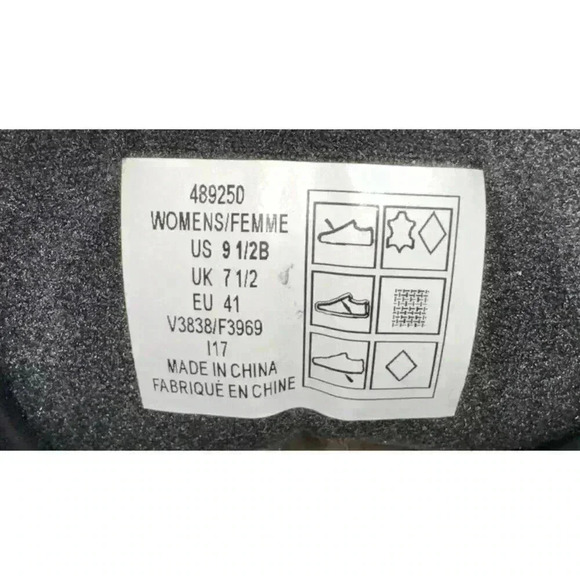 489250
WOMENS/FEMME
US 9 1/2B
UK 7 1/2
EU 41
V3838/F3969
I17
MADE IN CHINA
FABRIQUÉ EN CHINE